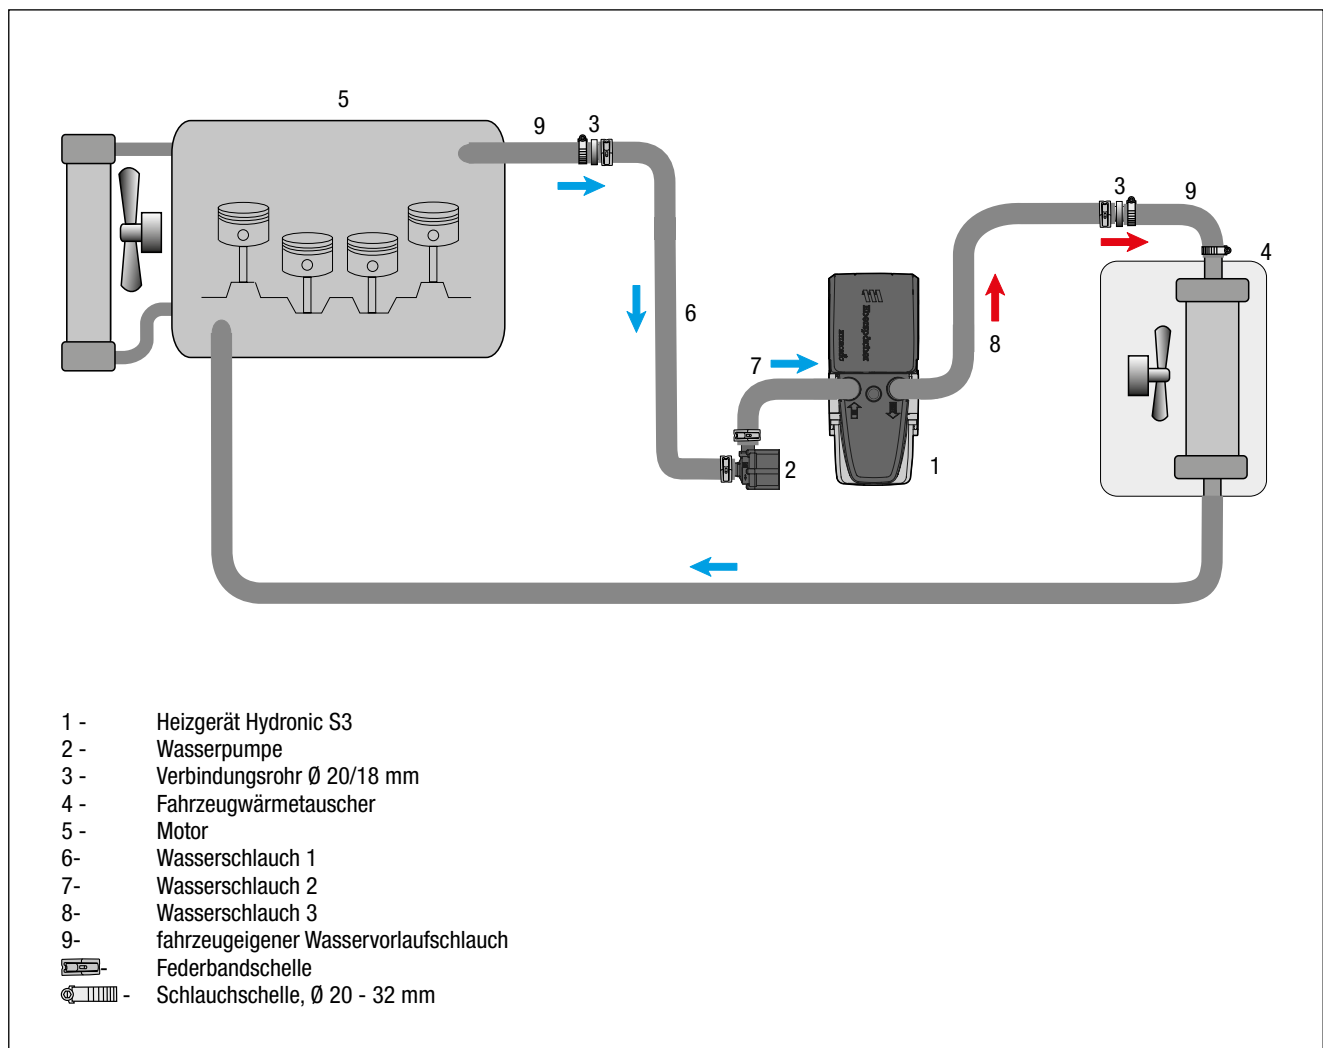 5
9
3
3
9
4
6
7
8
2
1
Eberspächer
HYDRONIC
1 - Heizgerät Hydronic S3
2 - Wasserpumpe
3 - Verbindungsrohr Ø 20/18 mm
4 - Fahrzeugwärmetauscher
5 - Motor
6- Wasserschlauch 1
7- Wasserschlauch 2
8- Wasserschlauch 3
9- fahrzeugeigener Wasservorlaufschlauch
- Federbandschelle
- Schlauchschelle, Ø 20 - 32 mm